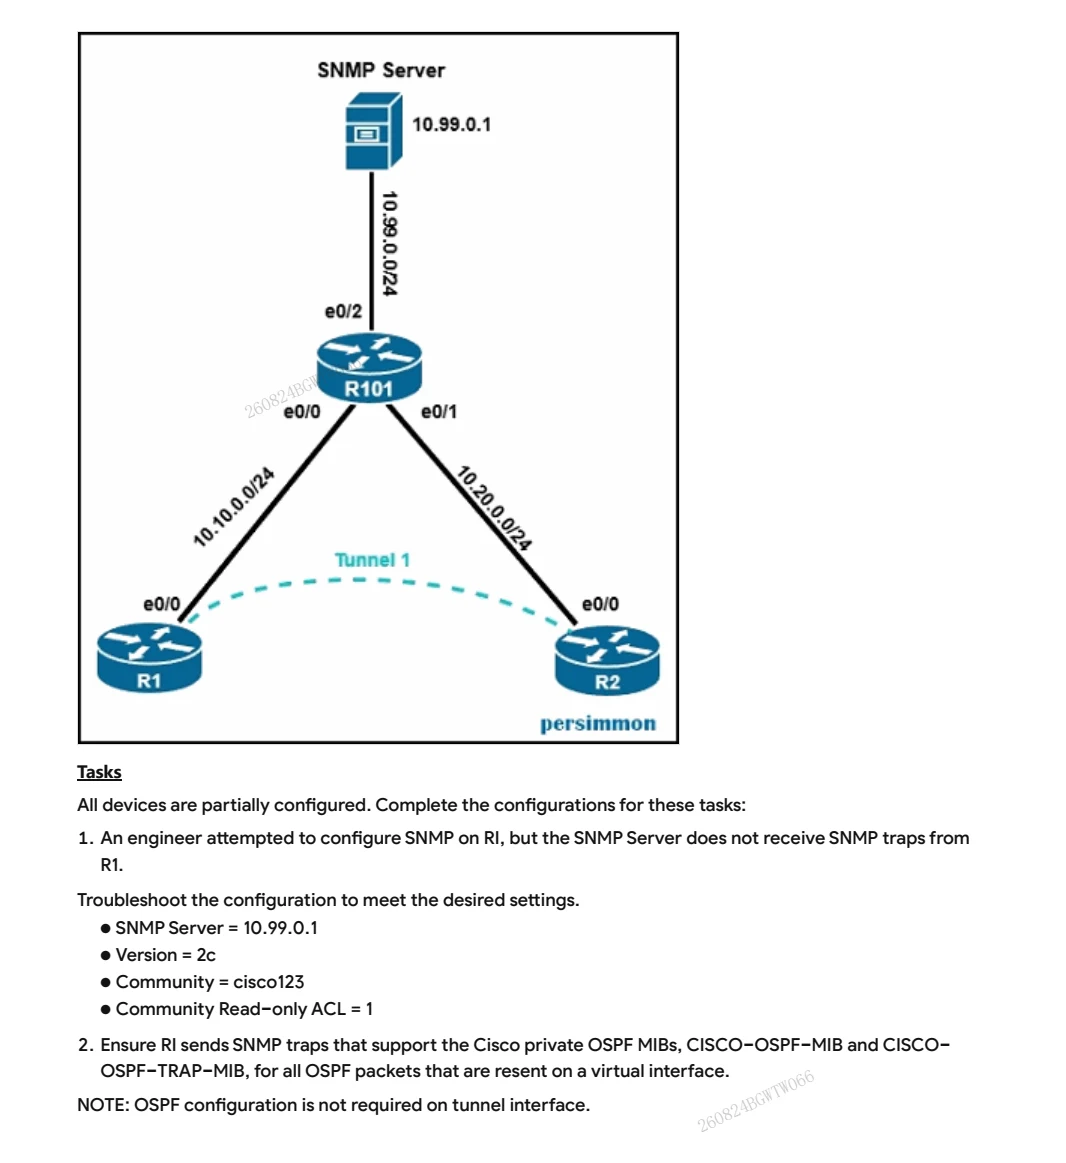 SNMP Server
10.99.0.1
10.99.0.0/24
e0/2
R101
260824BGW
e0/0
e0/1
10.10.0.0/24
10.20.0.0/24
Tunnel 1
e0/0
e0/0
R1
R2
persimmon
Tasks
All devices are partially configured. Complete the configurations for these tasks:
1. An engineer attempted to configure SNMP on RI, but the SNMP Server does not receive SNMP traps from
R1.
Troubleshoot the configuration to meet the desired settings.
● SNMP Server = 10.99.0.1
● Version = 2c
● Community = cisco123
● Community Read-only ACL = 1
2. Ensure RI sends SNMP traps that support the Cisco private OSPF MIBs, CISCO-OSPF-MIB and CISCO-
OSPF-TRAP-MIB, for all OSPF packets that are resent on a virtual interface.
260824BGWTW066
NOTE: OSPF configuration is not required on tunnel interface.